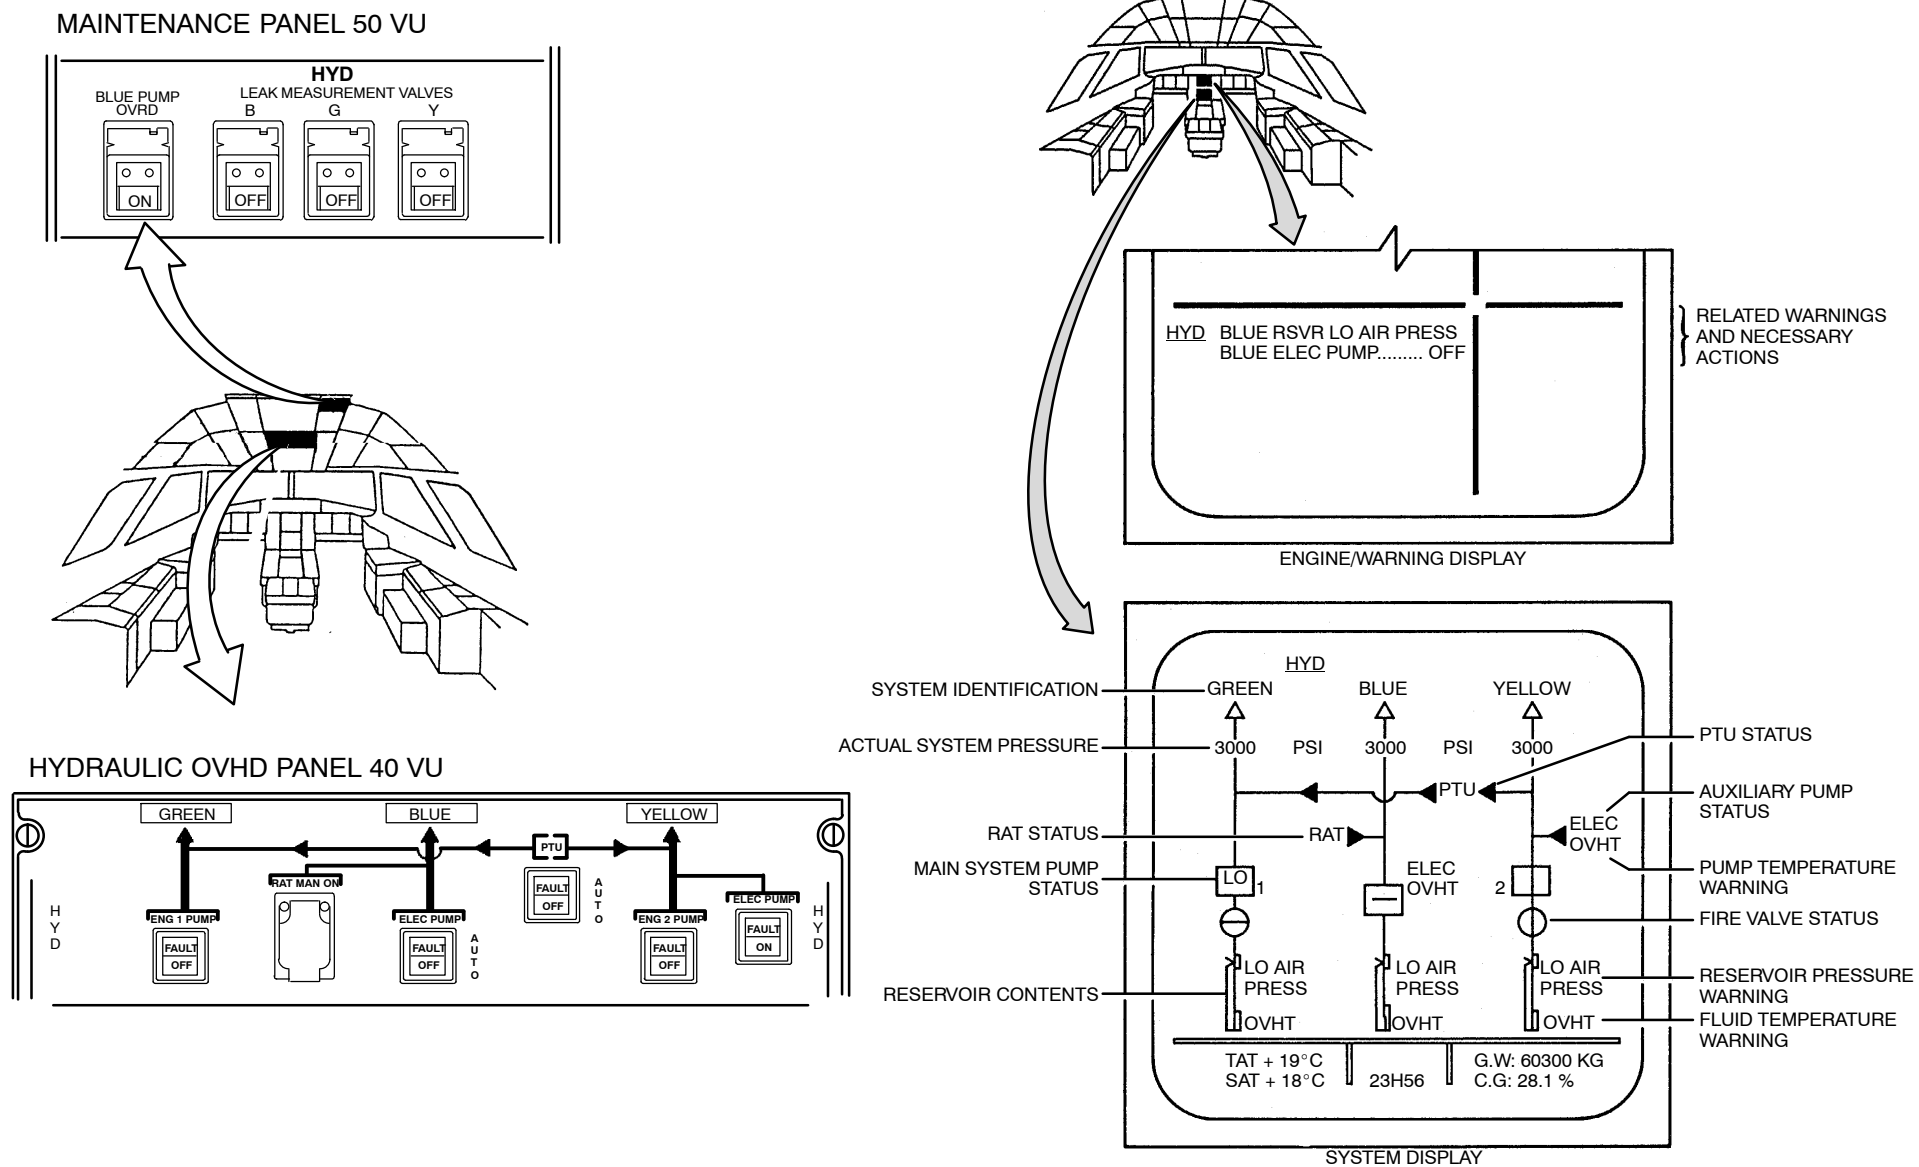 MAINTENANCE PANEL 50 VU
HYD
LEAK MEASUREMENT VALVES
BLUE PUMP
OVRD
B G Y
ON OFF OFF OFF
HYDRAULIC OVHD PANEL 40 VU
GREEN BLUE YELLOW
PTU
RAT MAN ON
FAULT
OFF
AUTO
ELEC PUMP
FAULT
ON
ENG 1 PUMP
FAULT
OFF
ELEC PUMP
FAULT
OFF
AUTO
ENG 2 PUMP
FAULT
OFF
HYD
HYD
HYD BLUE RSVR LO AIR PRESS
BLUE ELEC PUMP......... OFF
RELATED WARNINGS
AND NECESSARY
ACTIONS
ENGINE/WARNING DISPLAY
HYD
SYSTEM IDENTIFICATION
GREEN BLUE YELLOW
ACTUAL SYSTEM PRESSURE
3000 PSI 3000 PSI 3000
PTU STATUS
PTU
AUXILIARY PUMP
STATUS
RAT STATUS
RAT
ELEC
OVHT
MAIN SYSTEM PUMP
STATUS
LO 1
ELEC
OVHT
2
PUMP TEMPERATURE
WARNING
FIRE VALVE STATUS
LO AIR
PRESS
LO AIR
PRESS
LO AIR
PRESS
RESERVOIR PRESSURE
WARNING
RESERVOIR CONTENTS
OVHT OVHT OVHT
FLUID TEMPERATURE
WARNING
TAT + 19°C
SAT + 18°C
23H56
G.W: 60300 KG
C.G: 28.1 %
SYSTEM DISPLAY